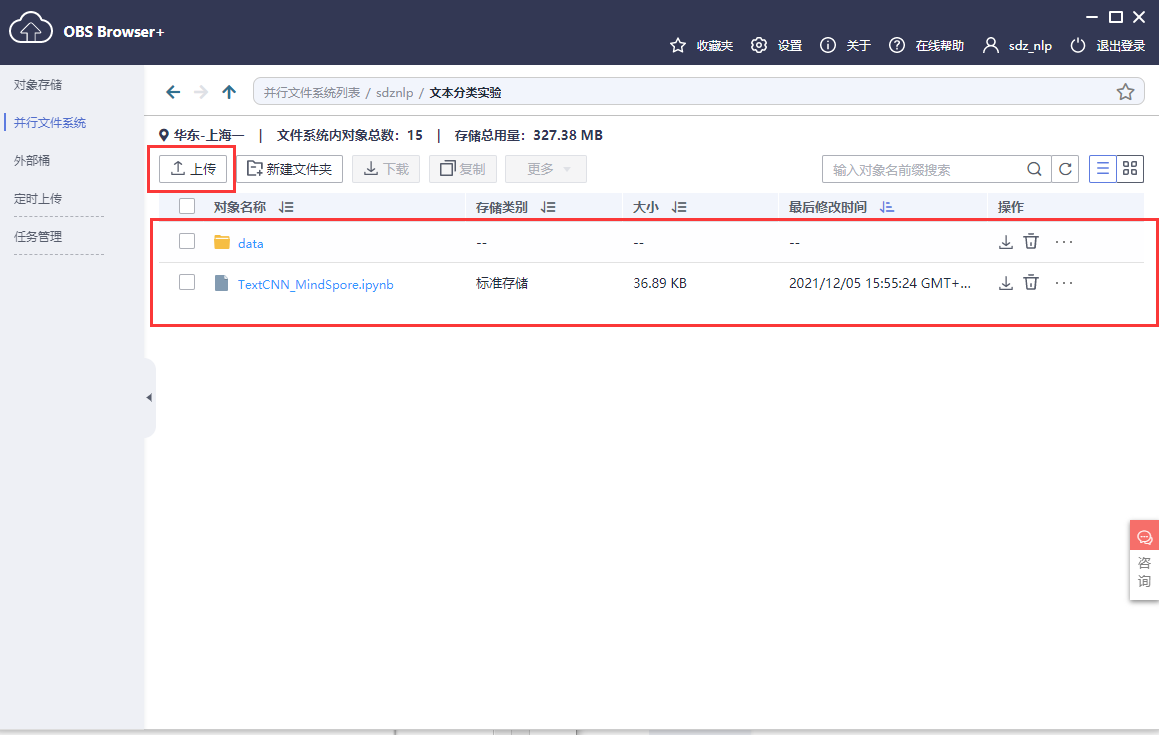 OBS Browser+
收藏夹 设置 关于 在线帮助 sdz_nlp 退出登录
对象存储
并行文件系统
外部桶
定时上传
任务管理
并行文件系统列表 / sdznlp / 文本分类实验
华东-上海一 | 文件系统内对象总数：15 | 存储总用量：327.38 MB
上传 新建文件夹 下载 复制 更多 输入对象名前缀搜索
对象名称 存储类别 大小 最后修改时间 操作
data -- -- --
TextCNN_MindSpore.ipynb 标准存储 36.89 KB 2021/12/05 15:55:24 GMT+...
咨
询